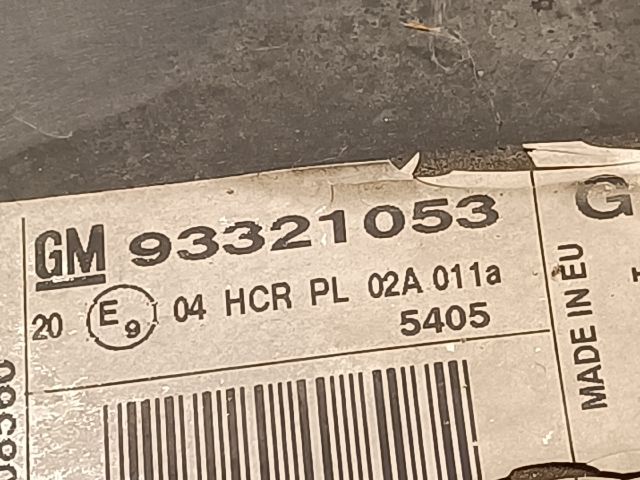 GM 93321053
20 E9 04 HCR PL 02A 011a
5405
G
MADE IN EU